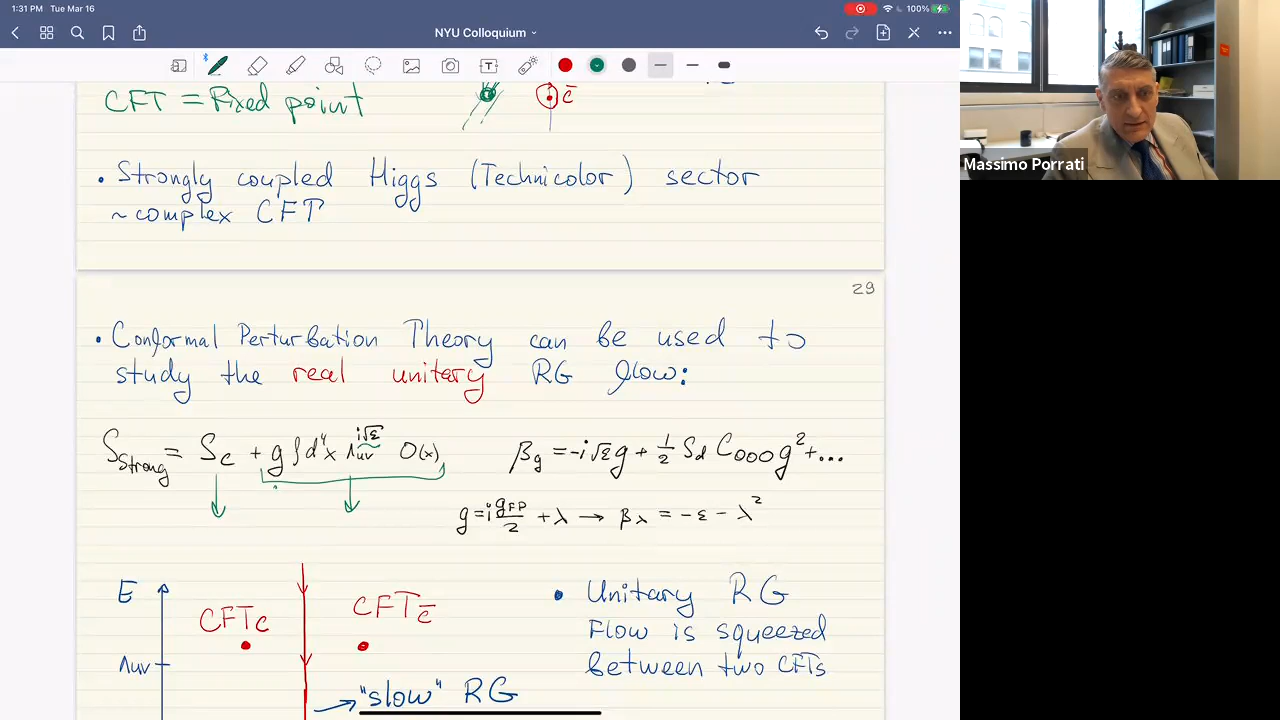 1:31 PM Tue Mar 16
100%
NYU Colloquium
CFT = Fixed point
c̄
• Strongly coupled Higgs (Technicolor) sector
~ complex CFT
29
• Conformal Perturbation Theory can be used to
study the real unitary RG flow:
S_Strong = S_c + g ∫d⁴x Λ_UV^{i√ε} O(x)
β_g = -i√ε g + 1/2 S_d C_OOO g² + ...
g = i g_FP/2 + λ → β_λ = -ε - λ²
E
CFT_c
CFT_c̄
Λ_UV
"slow" RG
• Unitary RG
Flow is squeezed
between two CFTs
Massimo Porrati